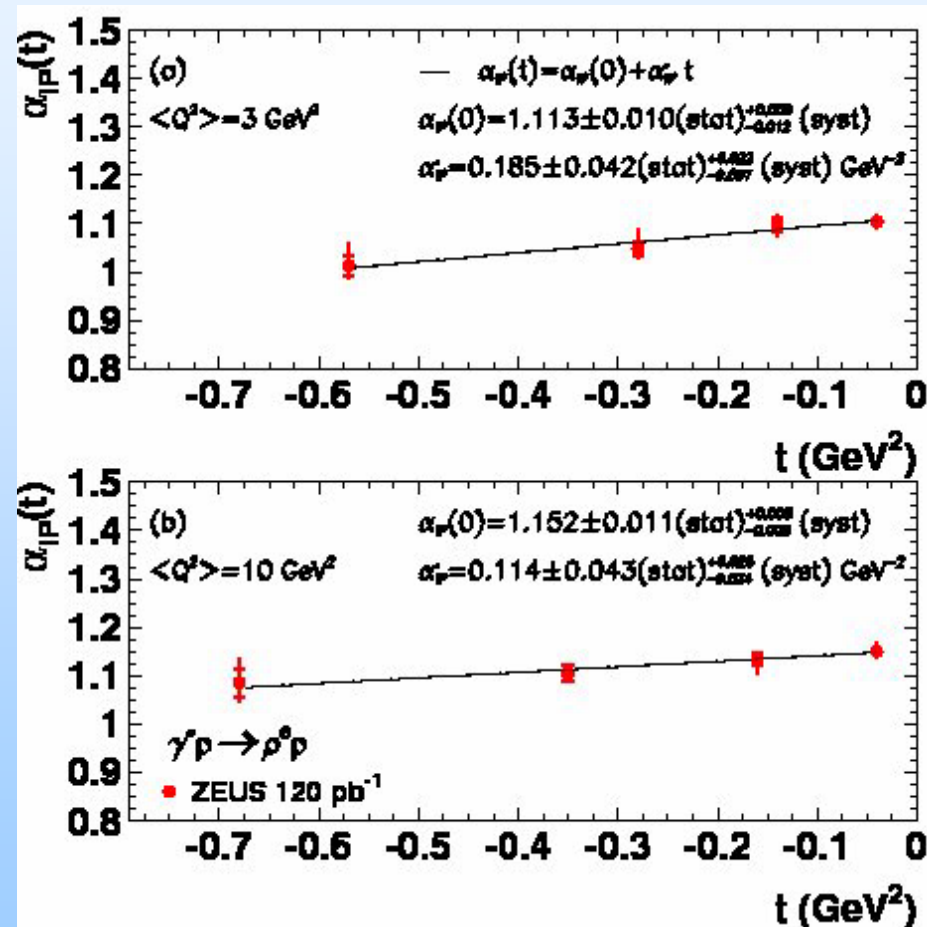 α_IP(t)
1.5
1.4
1.3
1.2
1.1
1
0.9
0.8
(a)
<Q²>=3 GeV²
— α_IP(t)=α_IP(0)+α'_IP t
α_IP(0)=1.113±0.010(stat) (syst)
α'_IP=0.185±0.042(stat) (syst) GeV⁻²
-0.7 -0.6 -0.5 -0.4 -0.3 -0.2 -0.1 0
t (GeV²)
α_IP(t)
1.5
1.4
1.3
1.2
1.1
1
0.9
0.8
(b)
<Q²>=10 GeV²
α_IP(0)=1.152±0.011(stat) (syst)
α'_IP=0.114±0.043(stat) (syst) GeV⁻²
γ*p → ρ⁰p
ZEUS 120 pb⁻¹
-0.7 -0.6 -0.5 -0.4 -0.3 -0.2 -0.1 0
t (GeV²)